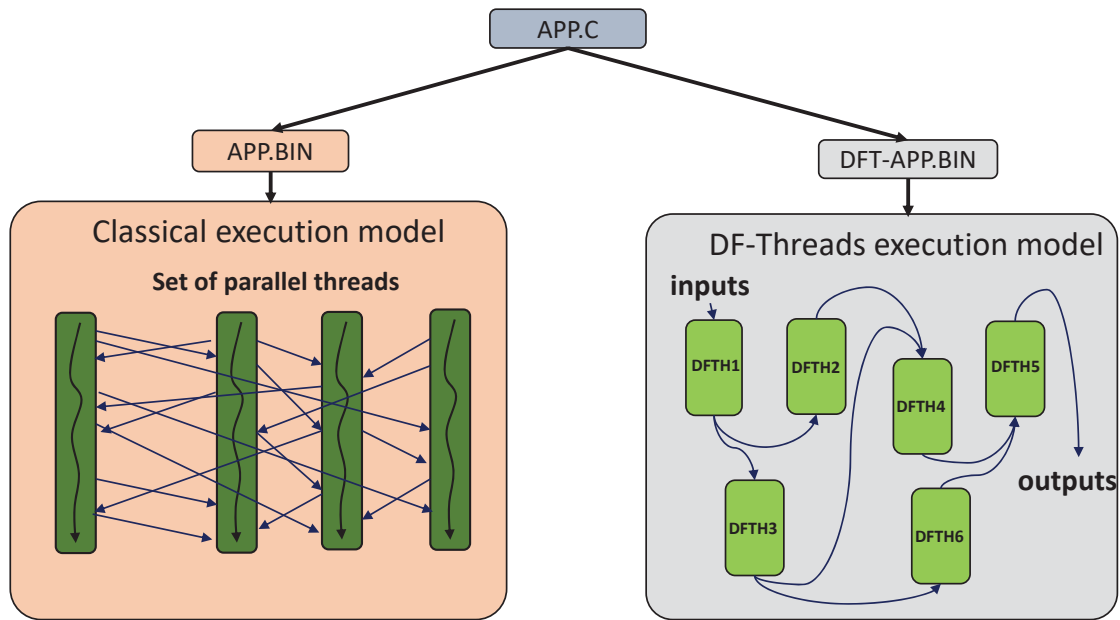 APP.C
APP.BIN
DFT-APP.BIN
Classical execution model
Set of parallel threads
DF-Threads execution model
inputs
DFTH1
DFTH2
DFTH4
DFTH5
outputs
DFTH3
DFTH6